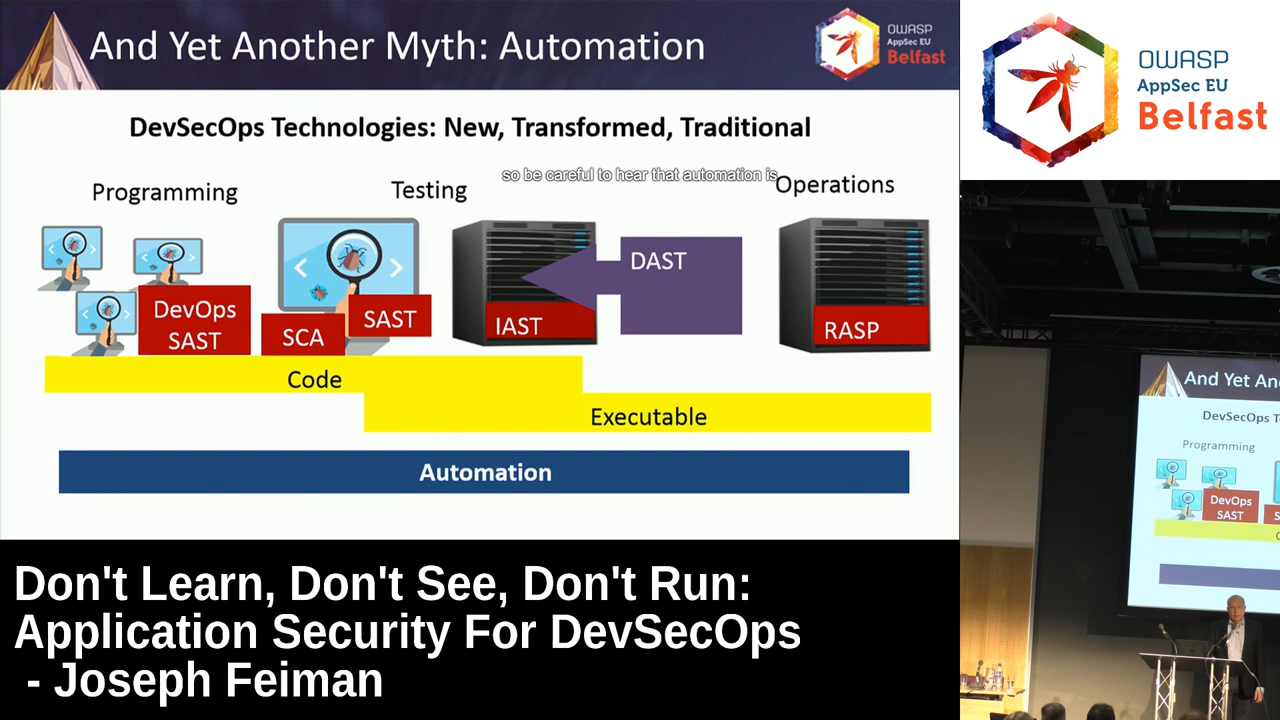 And Yet Another Myth: Automation
OWASP
AppSec EU
Belfast
DevSecOps Technologies: New, Transformed, Traditional
so be careful to hear that automation is
Programming
Testing
Operations
DevOps
SAST
SCA
SAST
IAST
DAST
RASP
Code
Executable
Automation
Don't Learn, Don't See, Don't Run:
Application Security For DevSecOps
- Joseph Feiman
OWASP
AppSec EU
Belfast
And Yet An
DevSecOps T
Programming
DevOps
SAST
S